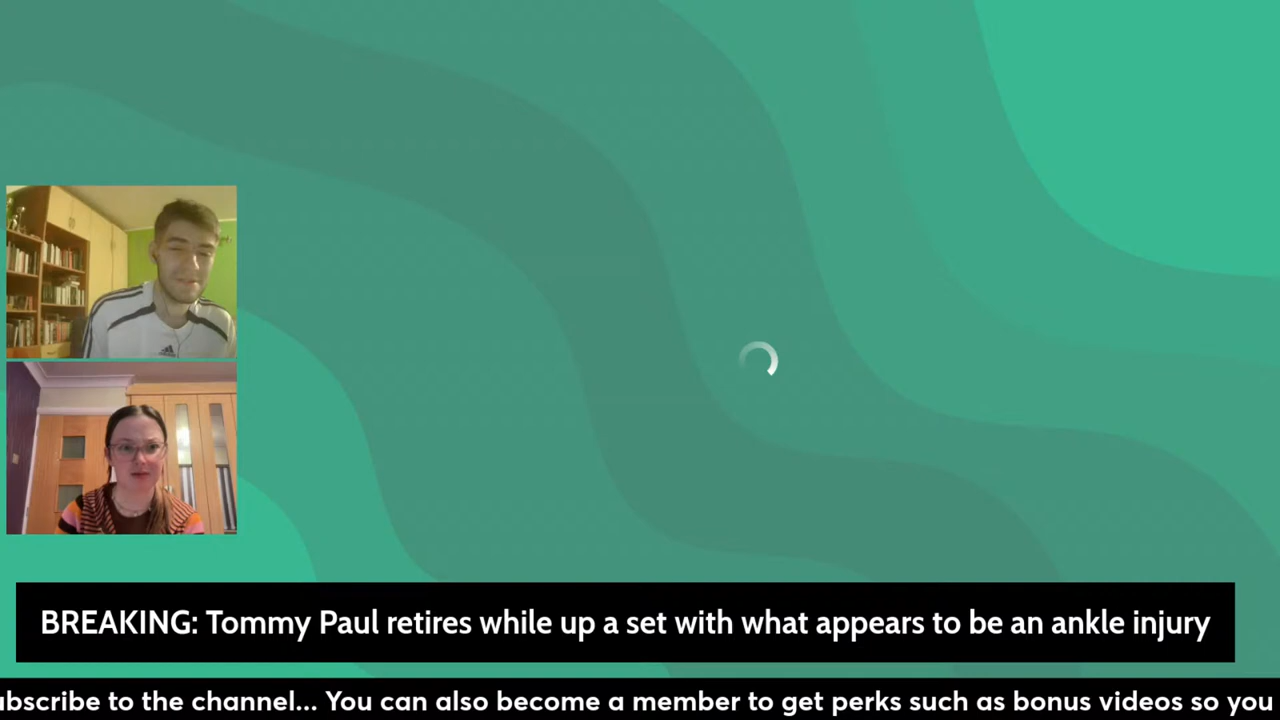 BREAKING: Tommy Paul retires while up a set with what appears to be an ankle injury
ubscribe to the channel... You can also become a member to get perks such as bonus videos so you